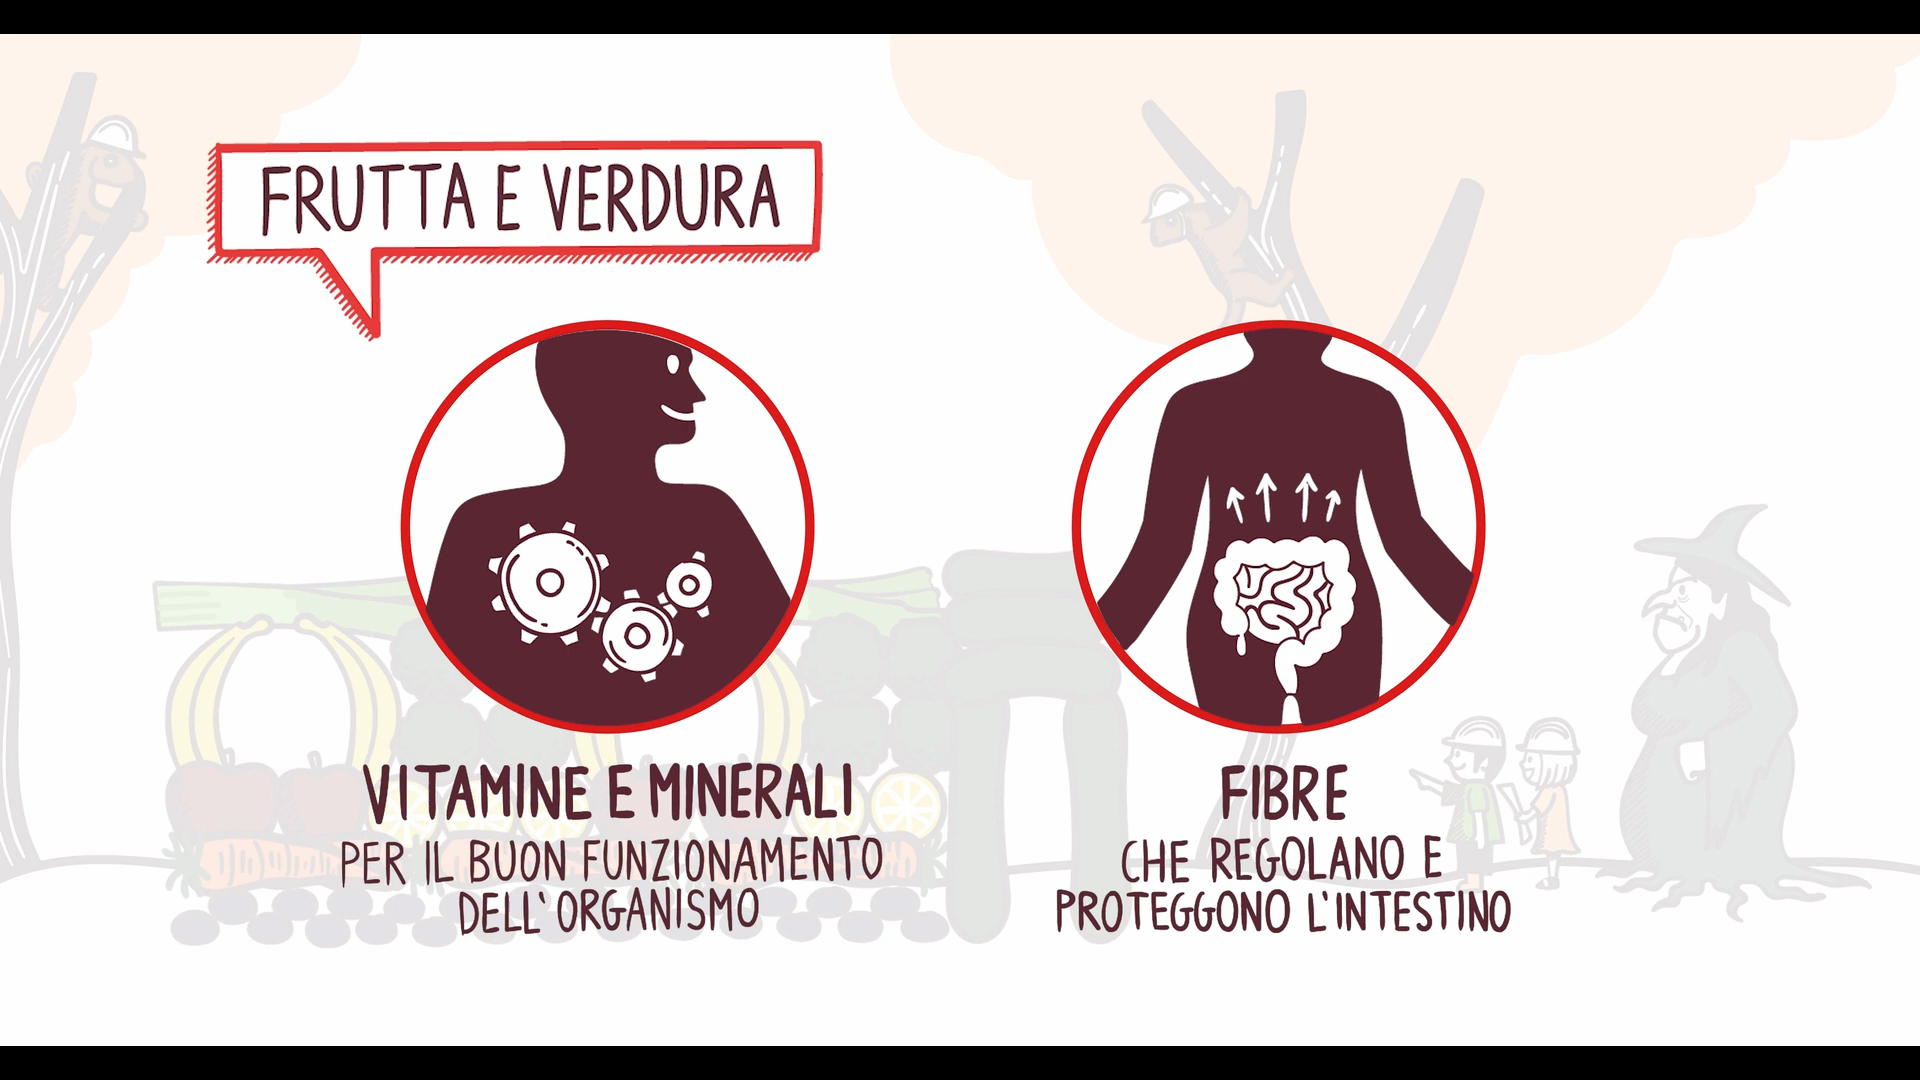 FRUTTA E VERDURA
VITAMINE E MINERALI
PER IL BUON FUNZIONAMENTO
DELL'ORGANISMO
FIBRE
CHE REGOLANO E
PROTEGGONO L'INTESTINO